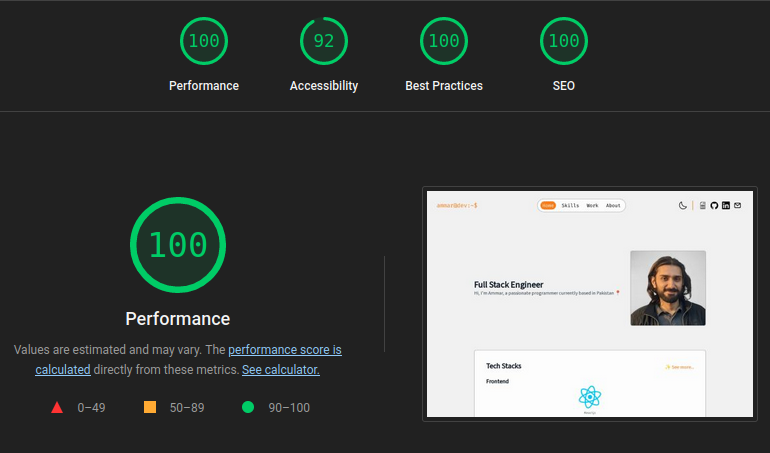 100 92 100 100
Performance Accessibility Best Practices SEO
100
Performance
Values are estimated and may vary. The performance score is
calculated directly from these metrics. See calculator.
0–49 50–89 90–100
ammar@dev:~$ Home Skills Work About
Full Stack Engineer
Hi, I'm Ammar, a passionate programmer currently based in Pakistan
Tech Stacks See more...
Frontend